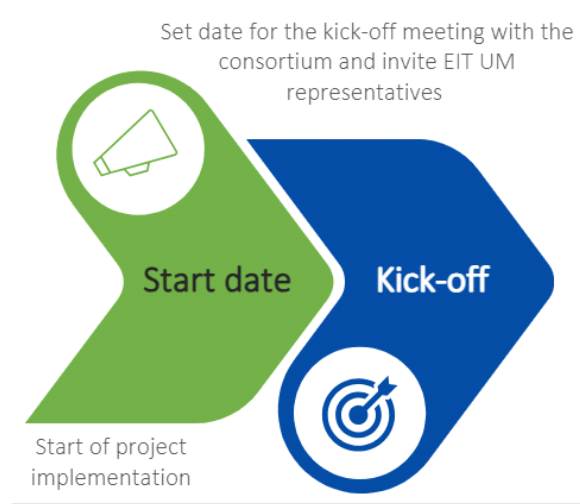 Set date for the kick-off meeting with the
consortium and invite EIT UM
representatives
Start date
Kick-off
Start of project
implementation